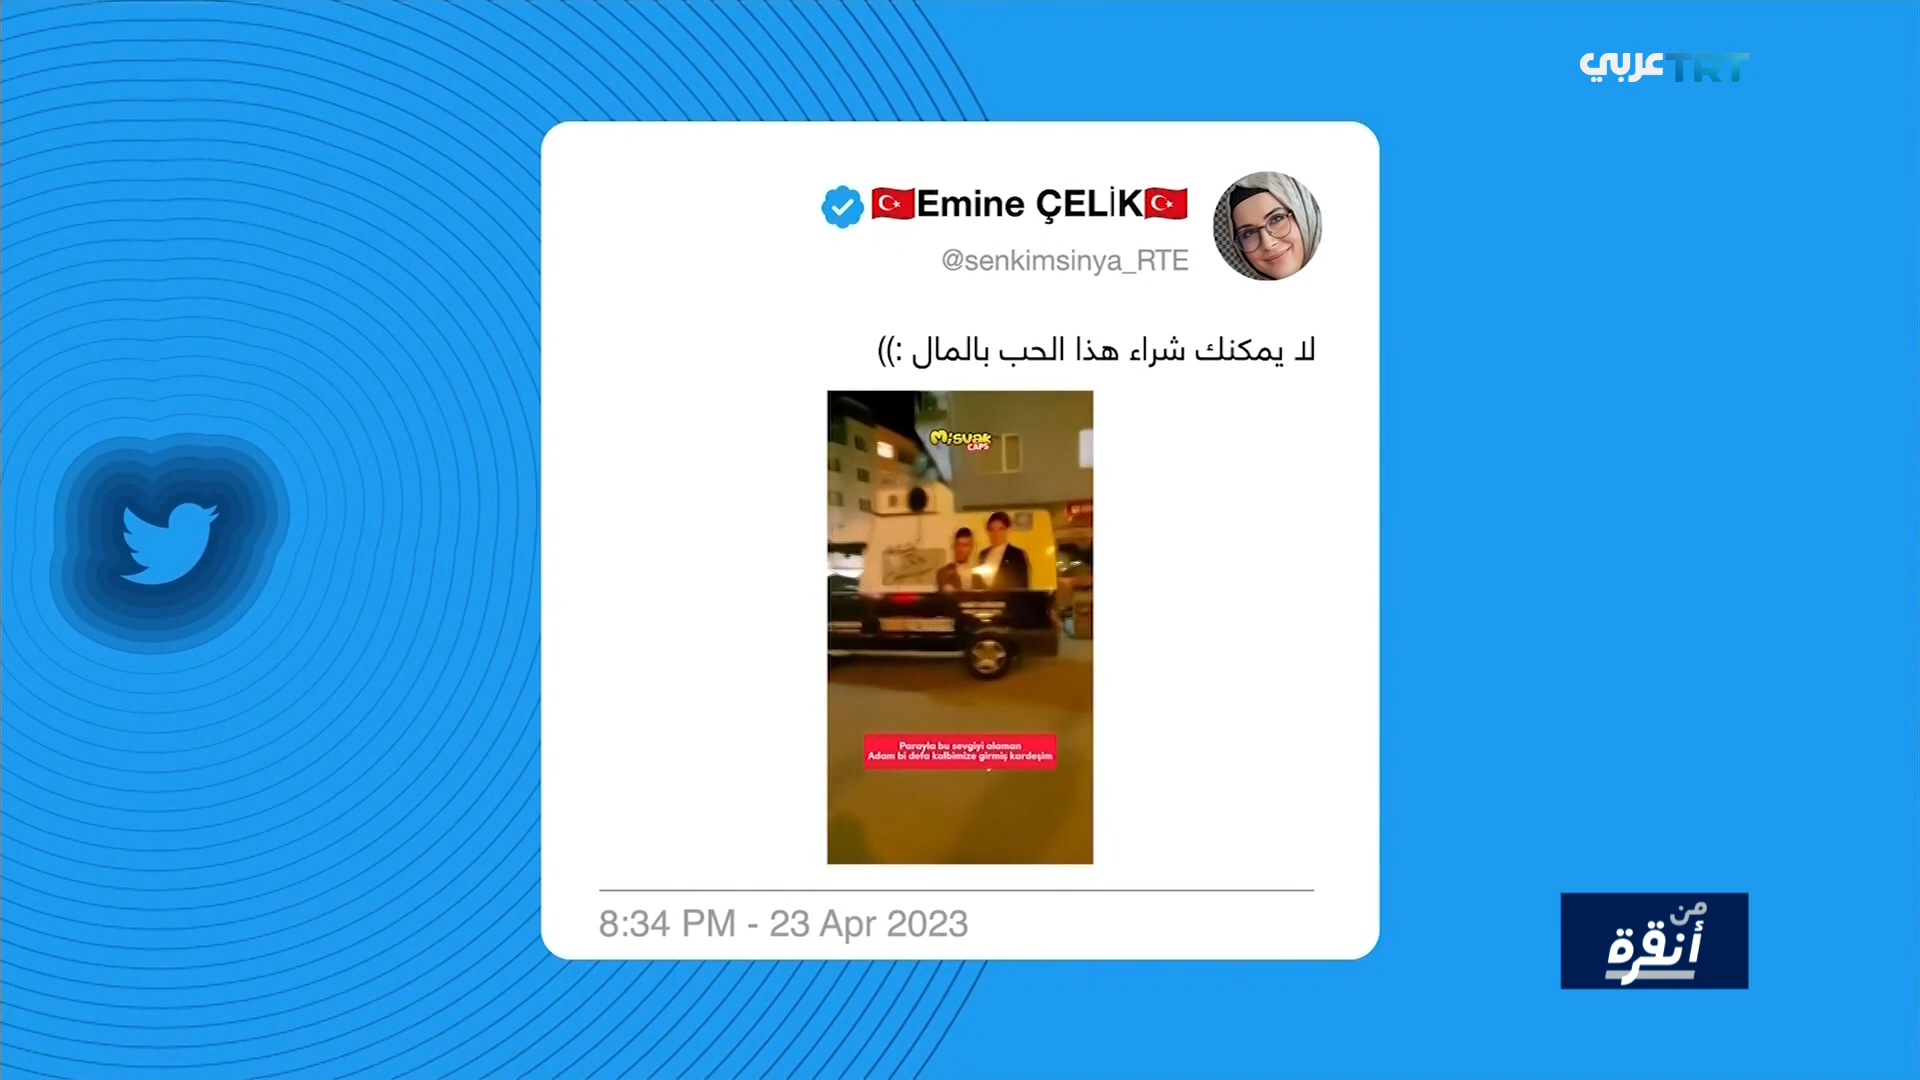 TRT عربي
🇹🇷Emine ÇELİK🇹🇷
@senkimsinya_RTE
لا يمكنك شراء هذا الحب بالمال :))
Misvak
CAPS
Parayla bu sevgiyi alaman
Adam bi defa kalbimize girmiş kardeşim
8:34 PM - 23 Apr 2023
من
أنقرة